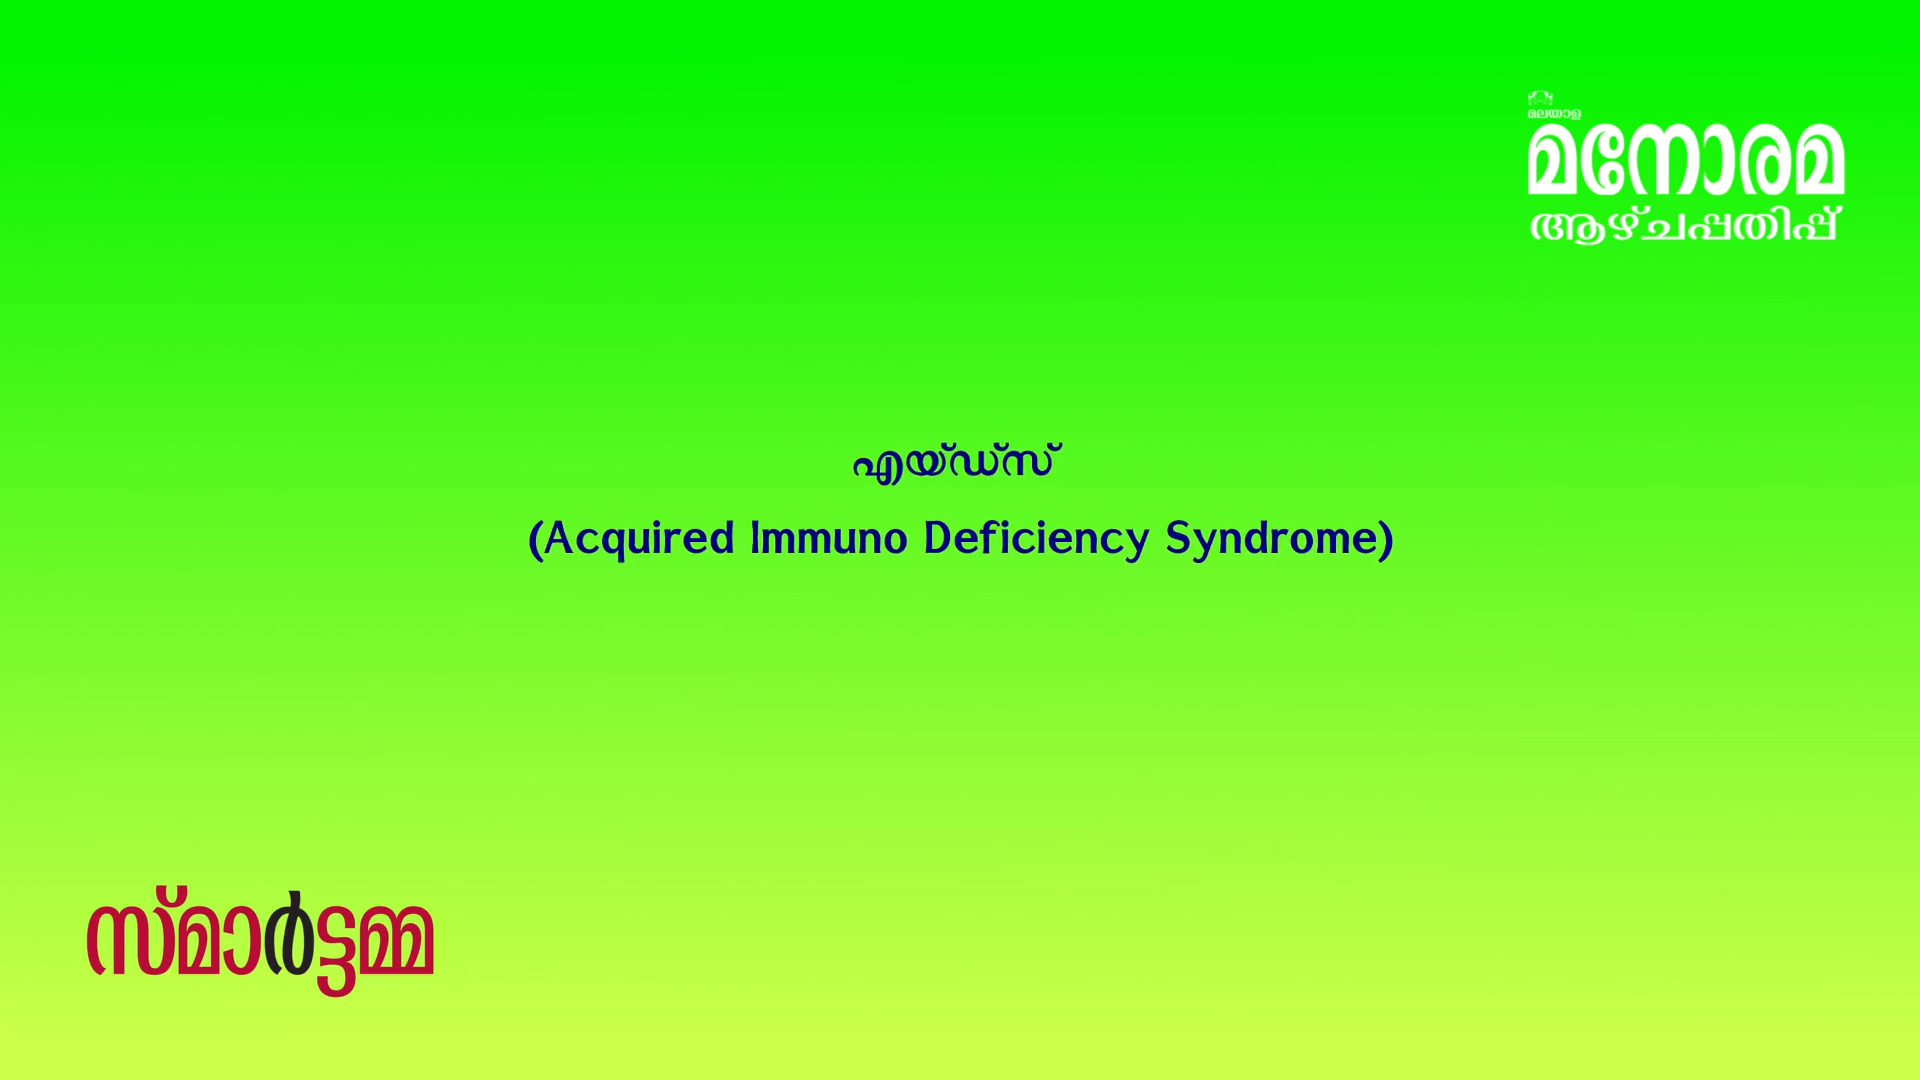 മലയാള
മനോരമ
ആഴ്ചപ്പതിപ്പ്
എയ്ഡ്സ്
(Acquired Immuno Deficiency Syndrome)
സ്മാർട്ടമ്മ